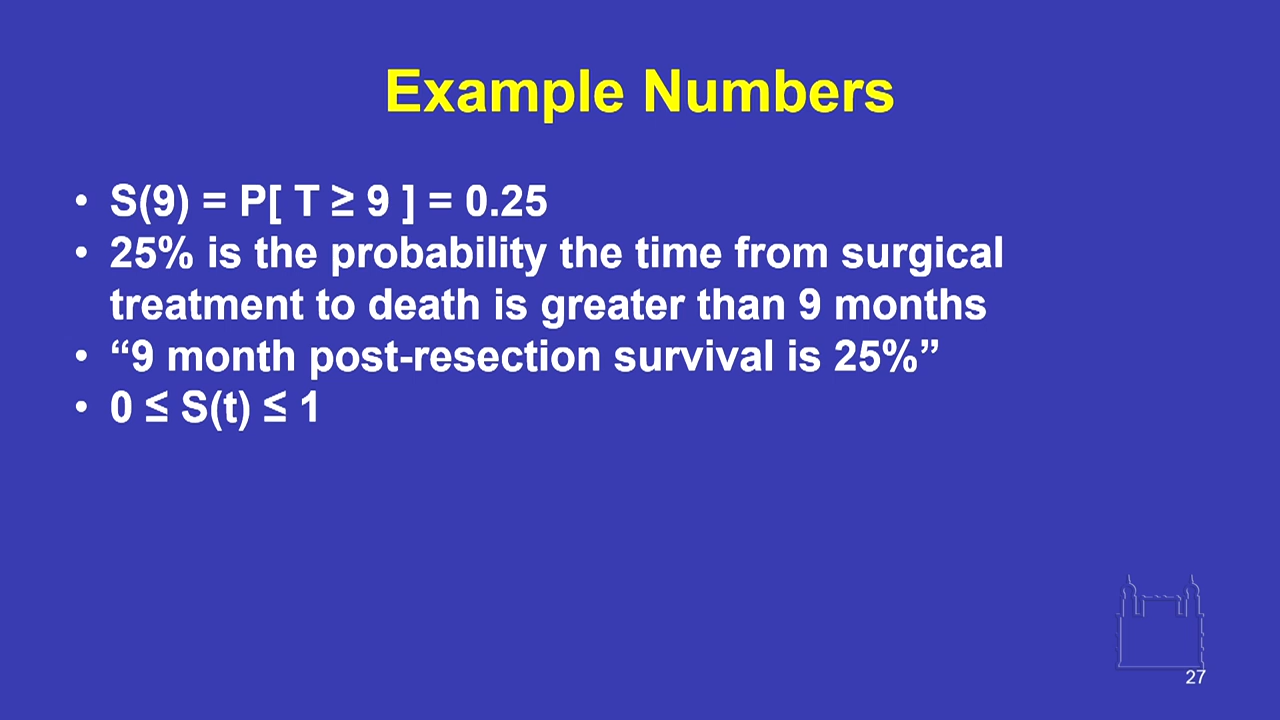 Example Numbers
• S(9) = P[ T ≥ 9 ] = 0.25
• 25% is the probability the time from surgical
treatment to death is greater than 9 months
• “9 month post-resection survival is 25%”
• 0 ≤ S(t) ≤ 1
27